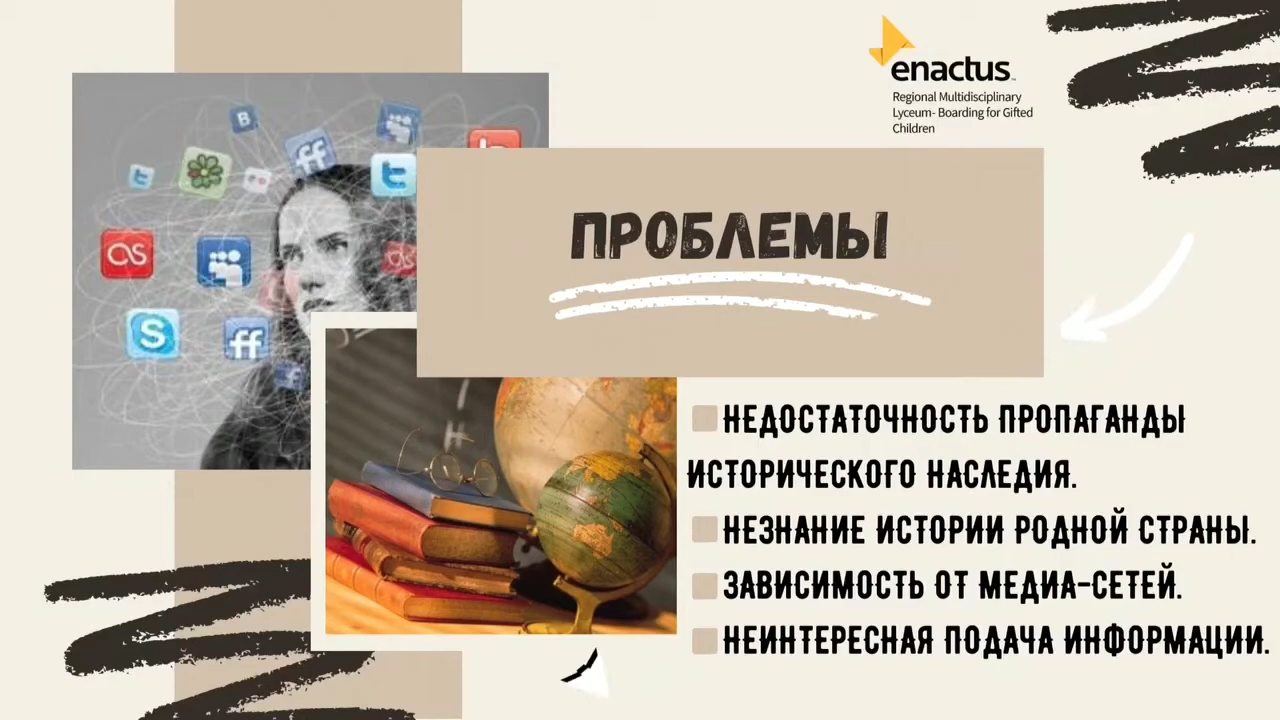 enactus
Regional Multidisciplinary
Lyceum- Boarding for Gifted
Children
ПРОБЛЕМЫ
НЕДОСТАТОЧНОСТЬ ПРОПАГАНДЫ
ИСТОРИЧЕСКОГО НАСЛЕДИЯ.
НЕЗНАНИЕ ИСТОРИИ РОДНОЙ СТРАНЫ.
ЗАВИСИМОСТЬ ОТ МЕДИА-СЕТЕЙ.
НЕИНТЕРЕСНАЯ ПОДАЧА ИНФОРМАЦИИ.